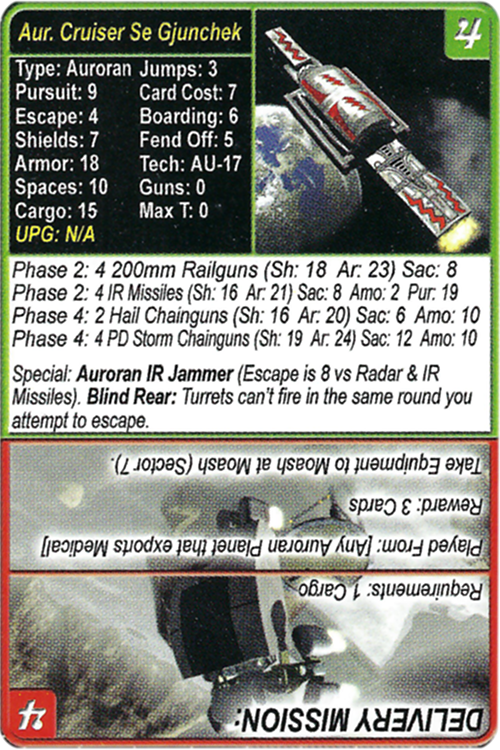 Aur. Cruiser Se Gjunchek
4
Type: Auroran Jumps: 3
Pursuit: 9 Card Cost: 7
Escape: 4 Boarding: 6
Shields: 7 Fend Off: 5
Armor: 18 Tech: AU-17
Spaces: 10 Guns: 0
Cargo: 15 Max T: 0
UPG: N/A
Phase 2: 4 200mm Railguns (Sh: 18 Ar: 23) Sac: 8
Phase 2: 4 IR Missiles (Sh: 16 Ar: 21) Sac: 8 Amo: 2 Pur: 19
Phase 4: 2 Hail Chainguns (Sh: 16 Ar: 20) Sac: 6 Amo: 10
Phase 4: 4 PD Storm Chainguns (Sh: 19 Ar: 24) Sac: 12 Amo: 10
Special: Auroran IR Jammer (Escape is 8 vs Radar & IR
Missiles). Blind Rear: Turrets can't fire in the same round you
attempt to escape.
DELIVERY MISSION:
Requirements: 1 Cargo
Played From: [Any Auroran Planet that exports Medical]
Reward: 3 Cards
Take Equipment to Moash at Moash (Sector 7).